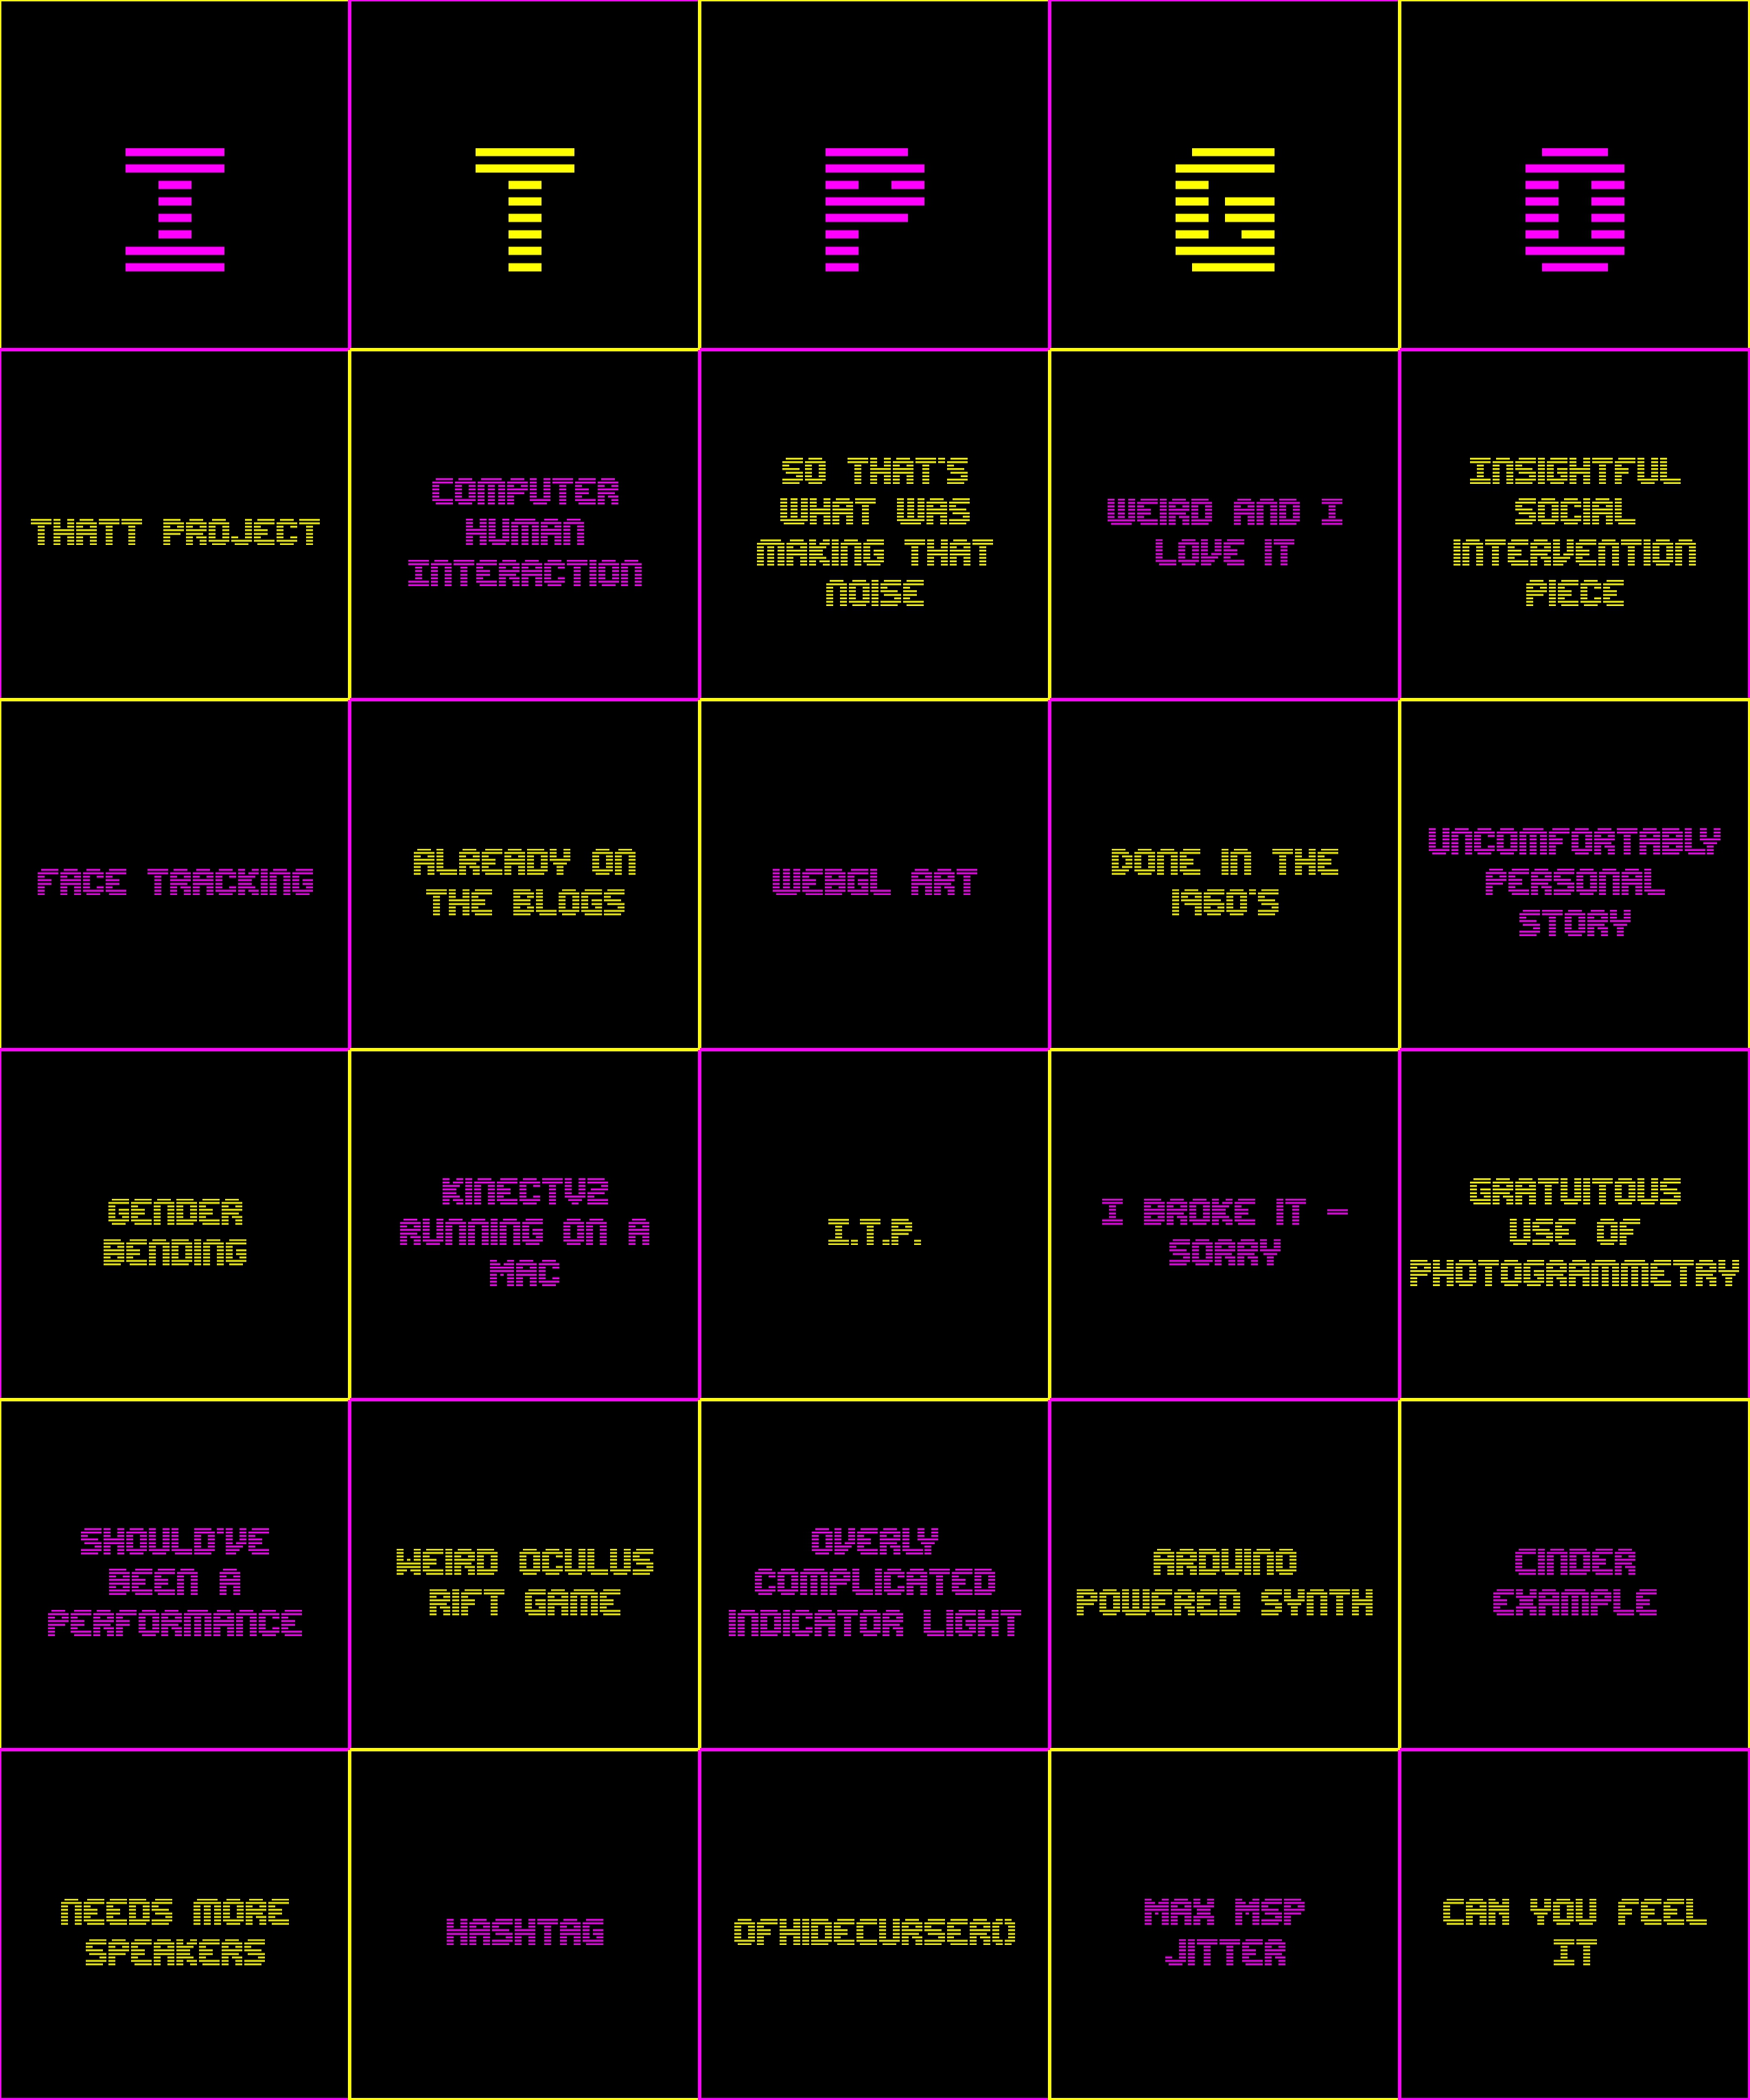 I
T
P
G
O
THATT PROJECT
COMPUTER
HUMAN
INTERACTION
SO THAT'S
WHAT WAS
MAKING THAT
NOISE
WEIRD AND I
LOVE IT
INSIGHTFUL
SOCIAL
INTERVENTION
PIECE
FACE TRACKING
ALREADY ON
THE BLOGS
WEBGL ART
DONE IN THE
1960'S
UNCOMFORTABLY
PERSONAL
STORY
GENDER
BENDING
KINECTV2
RUNNING ON A
MAC
I.T.P.
I BROKE IT -
SORRY
GRATUITOUS
USE OF
PHOTOGRAMMETRY
SHOULD'VE
BEEN A
PERFORMANCE
WEIRD OCULUS
RIFT GAME
OVERLY
COMPLICATED
INDICATOR LIGHT
ARDUINO
POWERED SYNTH
CINDER
EXAMPLE
NEEDS MORE
SPEAKERS
HASHTAG
OFHIDECURSER()
MAX MSP
JITTER
CAN YOU FEEL
IT